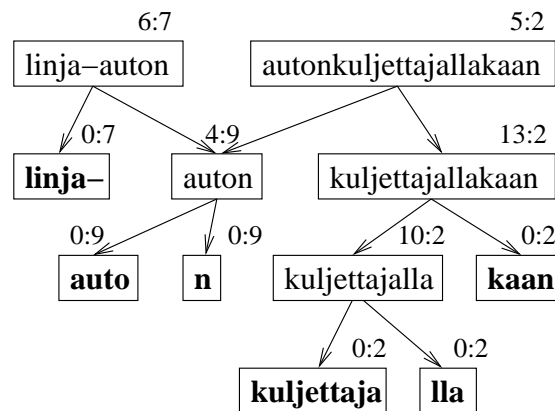 6:7 5:2
linja–auton autonkuljettajallakaan
0:7 4:9 13:2
linja– auton kuljettajallakaan
0:9 0:9 10:2 0:2
auto n kuljettajalla kaan
0:2 0:2
kuljettaja lla